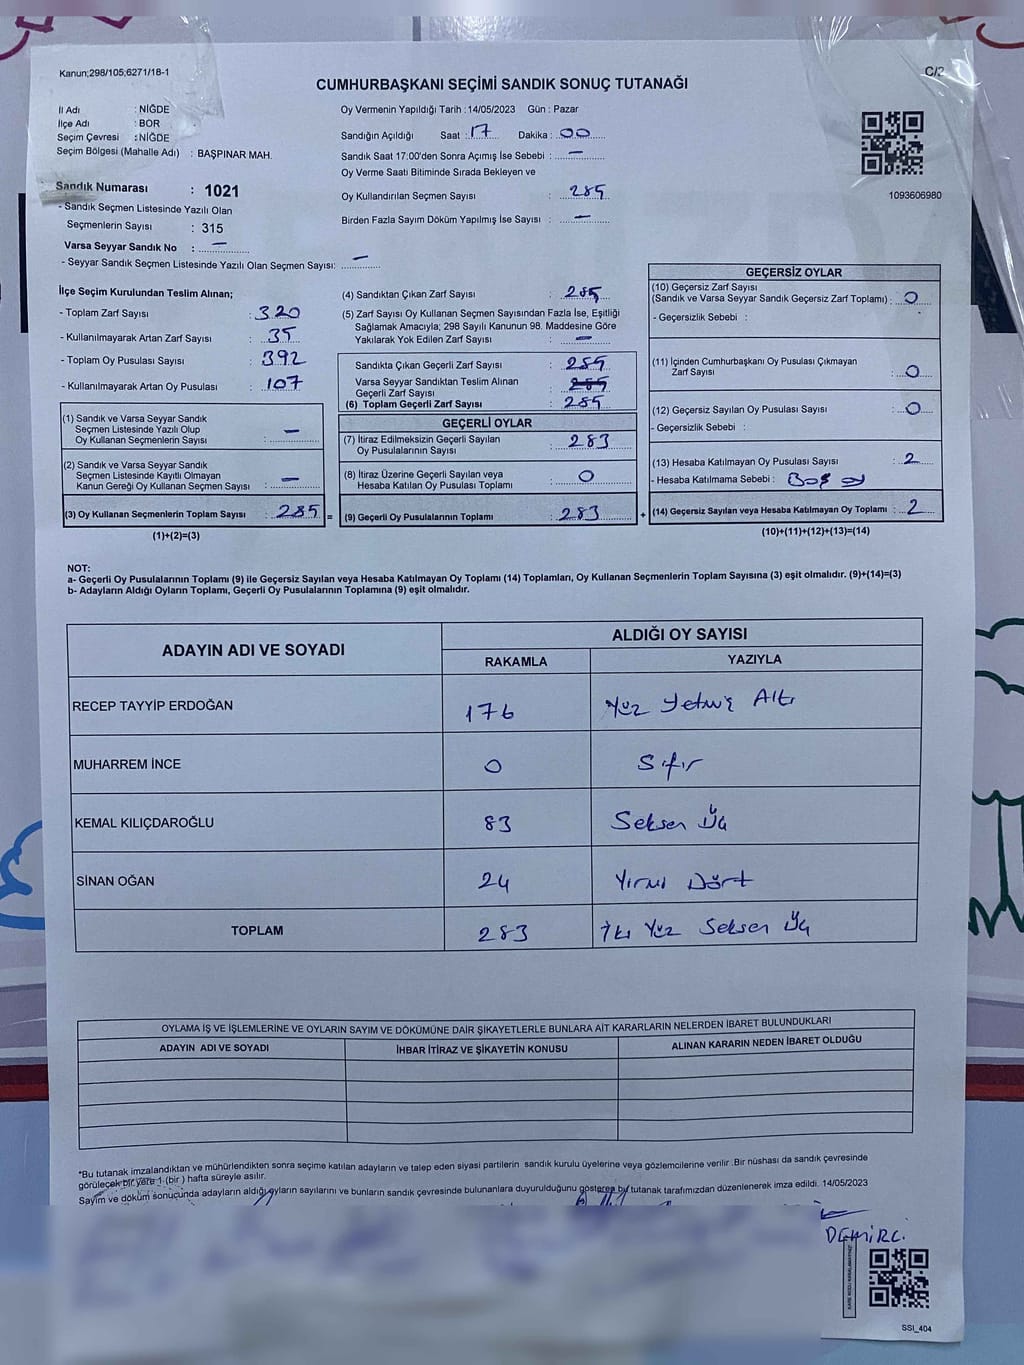 Kanun;298/105;6271/18-1
C/2
CUMHURBAŞKANI SEÇİMİ SANDIK SONUÇ TUTANAĞI
İl Adı : NİĞDE
İlçe Adı : BOR
Seçim Çevresi : NİĞDE
Seçim Bölgesi (Mahalle Adı) : BAŞPINAR MAH.
Oy Vermenin Yapıldığı Tarih :14/05/2023 Gün : Pazar
Sandığın Açıldığı Saat : 17 Dakika : 00
Sandık Saat 17:00'den Sonra Açımış İse Sebebi : —
Oy Verme Saati Bitiminde Sırada Bekleyen ve
Oy Kullandırılan Seçmen Sayısı : 285
Birden Fazla Sayım Döküm Yapılmış İse Sayısı : —
1093606980
Sandık Numarası : 1021
- Sandık Seçmen Listesinde Yazılı Olan
Seçmenlerin Sayısı : 315
Varsa Seyyar Sandık No : —
- Seyyar Sandık Seçmen Listesinde Yazılı Olan Seçmen Sayısı: —
İlçe Seçim Kurulundan Teslim Alınan;
- Toplam Zarf Sayısı : 320
- Kullanılmayarak Artan Zarf Sayısı : 35
- Toplam Oy Pusulası Sayısı : 392
- Kullanılmayarak Artan Oy Pusulası : 107
(1) Sandık ve Varsa Seyyar Sandık
Seçmen Listesinde Yazılı Olup
Oy Kullanan Seçmenlerin Sayısı : —
(2) Sandık ve Varsa Seyyar Sandık
Seçmen Listesinde Kayıtlı Olmayan
Kanun Gereği Oy Kullanan Seçmen Sayısı : —
(3) Oy Kullanan Seçmenlerin Toplam Sayısı : 285 =
(1)+(2)=(3)
(4) Sandıktan Çıkan Zarf Sayısı : 285
(5) Zarf Sayısı Oy Kullanan Seçmen Sayısından Fazla İse, Eşitliği
Sağlamak Amacıyla; 298 Sayılı Kanunun 98. Maddesine Göre
Yakılarak Yok Edilen Zarf Sayısı : —
Sandıkta Çıkan Geçerli Zarf Sayısı : 285
Varsa Seyyar Sandıktan Teslim Alınan
Geçerli Zarf Sayısı : 285
(6) Toplam Geçerli Zarf Sayısı : 285
GEÇERLİ OYLAR
(7) İtiraz Edilmeksizin Geçerli Sayılan
Oy Pusulalarının Sayısı : 283
(8) İtiraz Üzerine Geçerli Sayılan veya
Hesaba Katılan Oy Pusulası Toplamı : 0
(9) Geçerli Oy Pusulalarının Toplamı : 283 +
GEÇERSİZ OYLAR
(10) Geçersiz Zarf Sayısı
(Sandık ve Varsa Seyyar Sandık Geçersiz Zarf Toplamı) : 0
- Geçersizlik Sebebi :
(11) İçinden Cumhurbaşkanı Oy Pusulası Çıkmayan
Zarf Sayısı : 0
(12) Geçersiz Sayılan Oy Pusulası Sayısı : 0
- Geçersizlik Sebebi :
(13) Hesaba Katılmayan Oy Pusulası Sayısı : 2
- Hesaba Katılmama Sebebi : Boş oy
(14) Geçersiz Sayılan veya Hesaba Katılmayan Oy Toplamı : 2
(10)+(11)+(12)+(13)=(14)
NOT:
a- Geçerli Oy Pusulalarının Toplamı (9) ile Geçersiz Sayılan veya Hesaba Katılmayan Oy Toplamı (14) Toplamları, Oy Kullanan Seçmenlerin Toplam Sayısına (3) eşit olmalıdır. (9)+(14)=(3)
b- Adayların Aldığı Oyların Toplamı, Geçerli Oy Pusulalarının Toplamına (9) eşit olmalıdır.
ADAYIN ADI VE SOYADI
ALDIĞI OY SAYISI
RAKAMLA YAZIYLA
RECEP TAYYİP ERDOĞAN 176 Yüz Yetmiş Altı
MUHARREM İNCE 0 Sıfır
KEMAL KILIÇDAROĞLU 83 Seksen Üç
SİNAN OĞAN 24 Yirmi Dört
TOPLAM 283 İki Yüz Seksen Üç
OYLAMA İŞ VE İŞLEMLERİNE VE OYLARIN SAYIM VE DÖKÜMÜNE DAİR ŞİKAYETLERLE BUNLARA AİT KARARLARIN NELERDEN İBARET BULUNDUKLARI
ADAYIN ADI VE SOYADI İHBAR İTİRAZ VE ŞİKAYETİN KONUSU ALINAN KARARIN NEDEN İBARET OLDUĞU
*Bu tutanak imzalandıktan ve mühürlendikten sonra seçime katılan adayların ve talep eden siyasi partilerin sandık kurulu üyelerine veya gözlemcilerine verilir .Bir nüshası da sandık çevresinde
görülecek bir yere 1 (bir ) hafta süreyle asılır.
Sayım ve döküm sonucunda adayların aldığı oyların sayılarını ve bunların sandık çevresinde bulunanlara duyurulduğunu gösteren bu tutanak tarafımızdan düzenlenerek imza edildi. 14/05/2023
DEMİRCİ
SSI_404